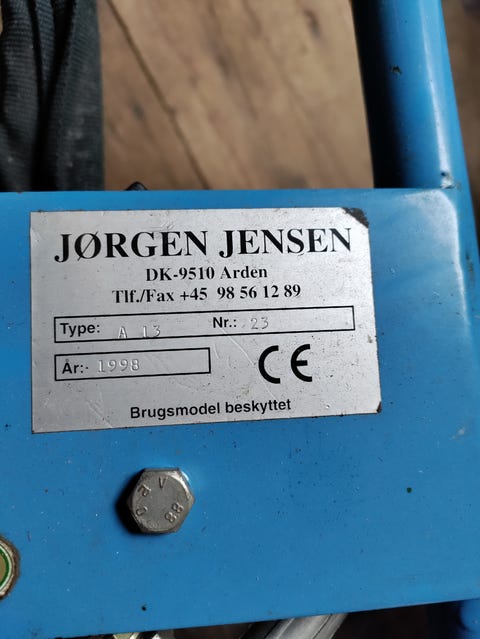 JØRGEN JENSEN
DK-9510 Arden
Tlf./Fax +45 98 56 12 89
Type: A 13 Nr.: 23
År: 1998
CE
Brugsmodel beskyttet
8.8